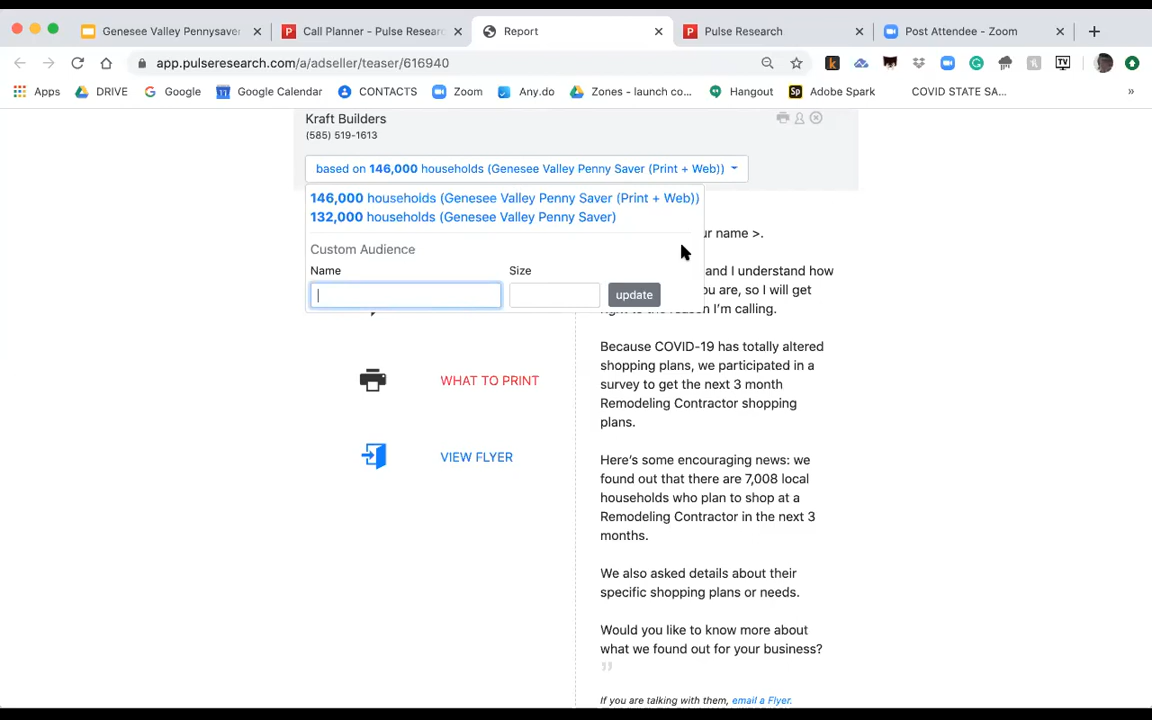 Genesee Valley Pennysaver
Call Planner - Pulse Resear
Report
Pulse Research
Post Attendee - Zoom
app.pulseresearch.com/a/adseller/teaser/616940
Apps
DRIVE
Google
Google Calendar
CONTACTS
Zoom
Any.do
Zones - launch co...
Hangout
Adobe Spark
COVID STATE SA...
»
Kraft Builders
(585) 519-1613
based on 146,000 households (Genesee Valley Penny Saver (Print + Web))
146,000 households (Genesee Valley Penny Saver (Print + Web))
132,000 households (Genesee Valley Penny Saver)
Custom Audience
Name
Size
update
WHAT TO PRINT
VIEW FLYER
ur name >.
and I understand how
ou are, so I will get
I'm calling.
Because COVID-19 has totally altered
shopping plans, we participated in a
survey to get the next 3 month
Remodeling Contractor shopping
plans.
Here's some encouraging news: we
found out that there are 7,008 local
households who plan to shop at a
Remodeling Contractor in the next 3
months.
We also asked details about their
specific shopping plans or needs.
Would you like to know more about
what we found out for your business?
"
If you are talking with them, email a Flyer.